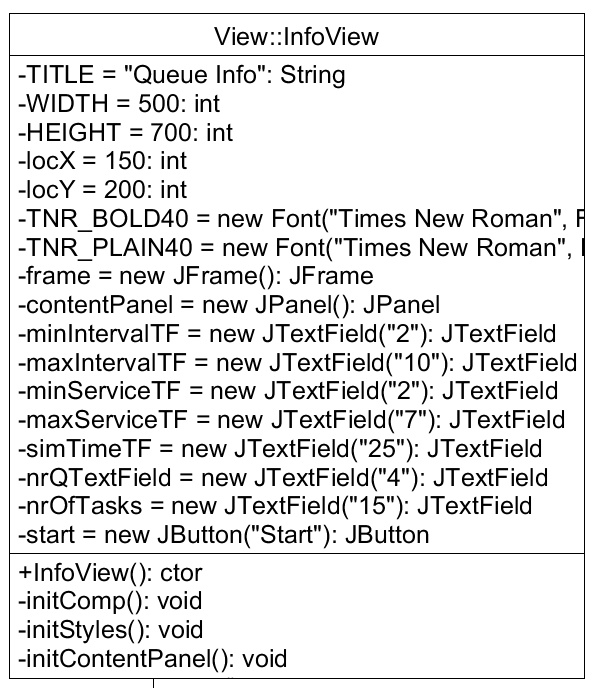 View::InfoView
-TITLE = "Queue Info": String
-WIDTH = 500: int
-HEIGHT = 700: int
-locX = 150: int
-locY = 200: int
-TNR_BOLD40 = new Font("Times New Roman", F
-TNR_PLAIN40 = new Font("Times New Roman",
-frame = new JFrame(): JFrame
-contentPanel = new JPanel(): JPanel
-minIntervalTF = new JTextField("2"): JTextField
-maxIntervalTF = new JTextField("10"): JTextField
-minServiceTF = new JTextField("2"): JTextField
-maxServiceTF = new JTextField("7"): JTextField
-simTimeTF = new JTextField("25"): JTextField
-nrQTextField = new JTextField("4"): JTextField
-nrOfTasks = new JTextField("15"): JTextField
-start = new JButton("Start"): JButton
+InfoView(): ctor
-initComp(): void
-initStyles(): void
-initContentPanel(): void